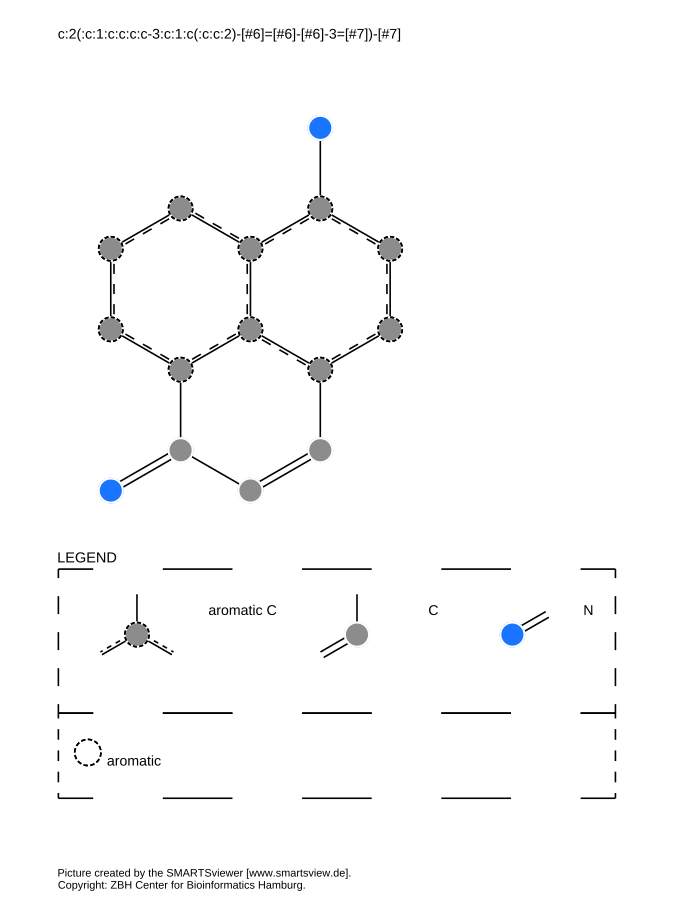 c:2(:c:1:c:c:c:c-3:c:1:c(:c:c:2)-[#6]=[#6]-[#6]-3=[#7])-[#7]
LEGEND
aromatic C
C
N
aromatic
Picture created by the SMARTSviewer [www.smartsview.de].
Copyright: ZBH Center for Bioinformatics Hamburg.